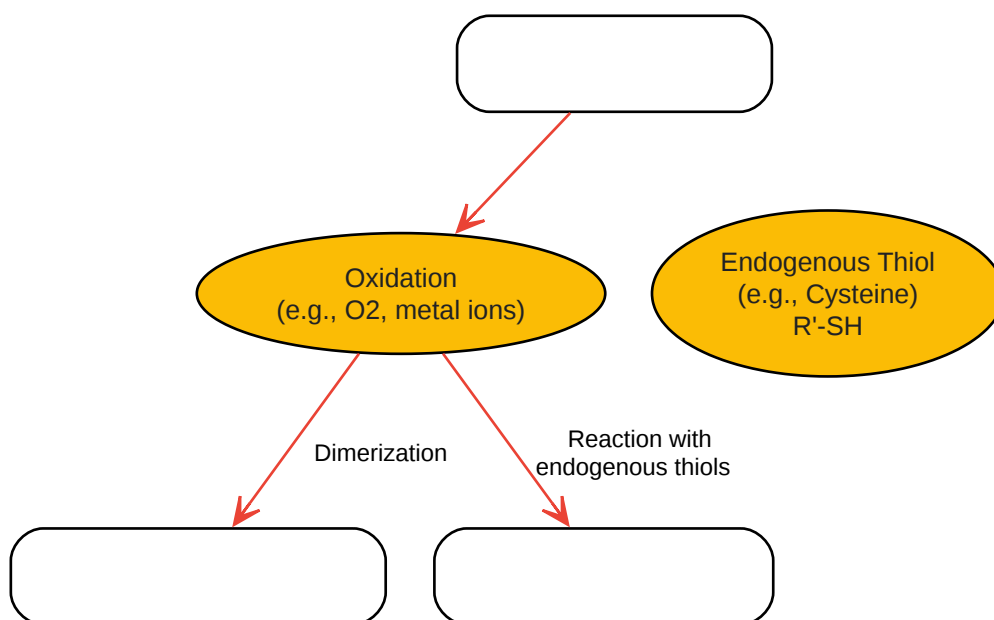 Oxidation
(e.g., O2, metal ions)
Endogenous Thiol
(e.g., Cysteine)
R'-SH
Dimerization
Reaction with
endogenous thiols